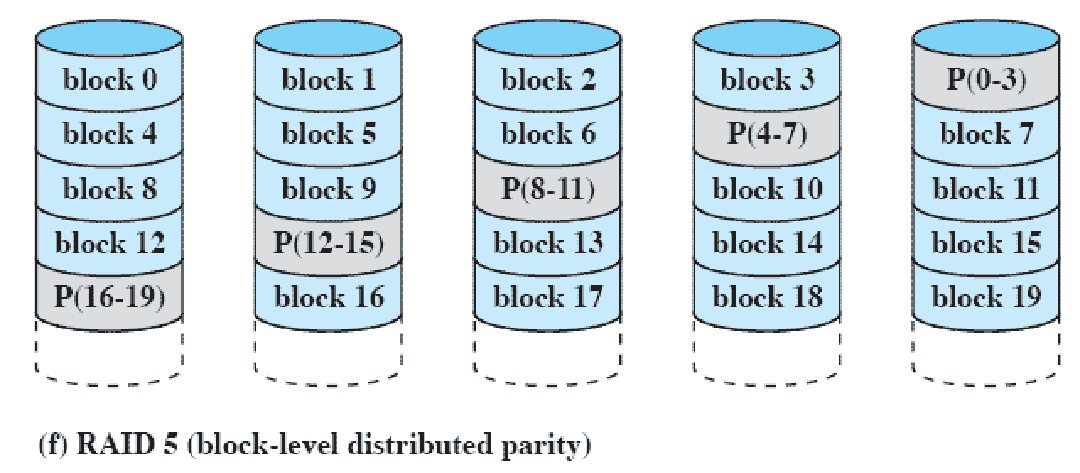 block 0 block 1 block 2 block 3 P(0-3)
block 4 block 5 block 6 P(4-7) block 7
block 8 block 9 P(8-11) block 10 block 11
block 12 P(12-15) block 13 block 14 block 15
P(16-19) block 16 block 17 block 18 block 19
(f) RAID 5 (block-level distributed parity)